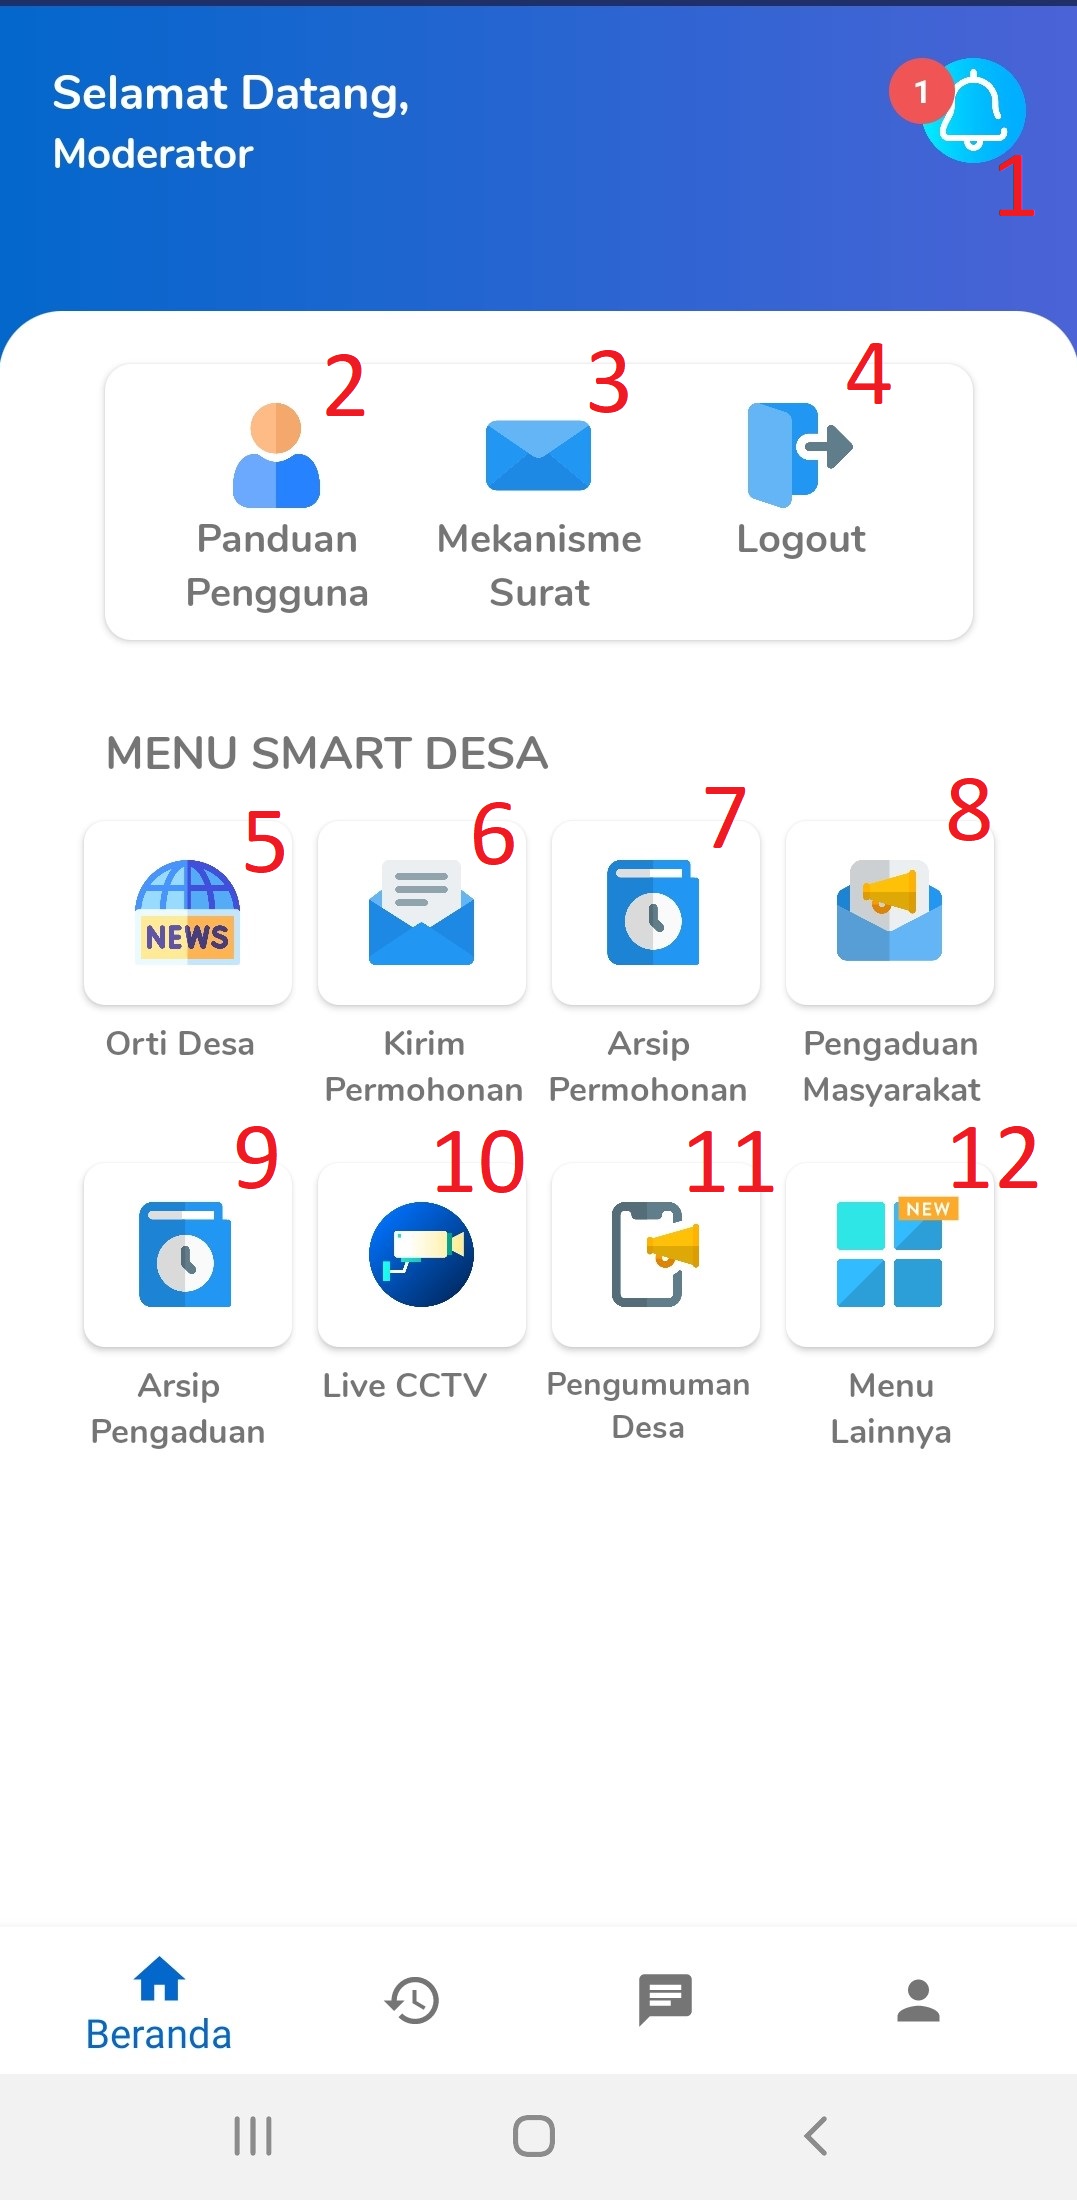 Selamat Datang,
Moderator
1
1
2
3
4
Panduan
Pengguna
Mekanisme
Surat
Logout
MENU SMART DESA
5
6
7
8
NEWS
Orti Desa
Kirim
Permohonan
Arsip
Permohonan
Pengaduan
Masyarakat
9
10
11
12
NEW
Arsip
Pengaduan
Live CCTV
Pengumuman
Desa
Menu
Lainnya
Beranda